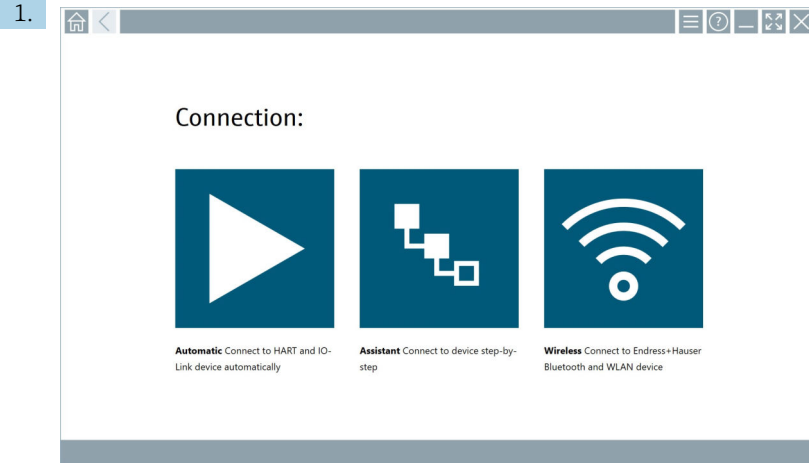 1.
Connection:
Automatic Connect to HART and IO-
Link device automatically
Assistant Connect to device step-by-
step
Wireless Connect to Endress+Hauser
Bluetooth and WLAN device